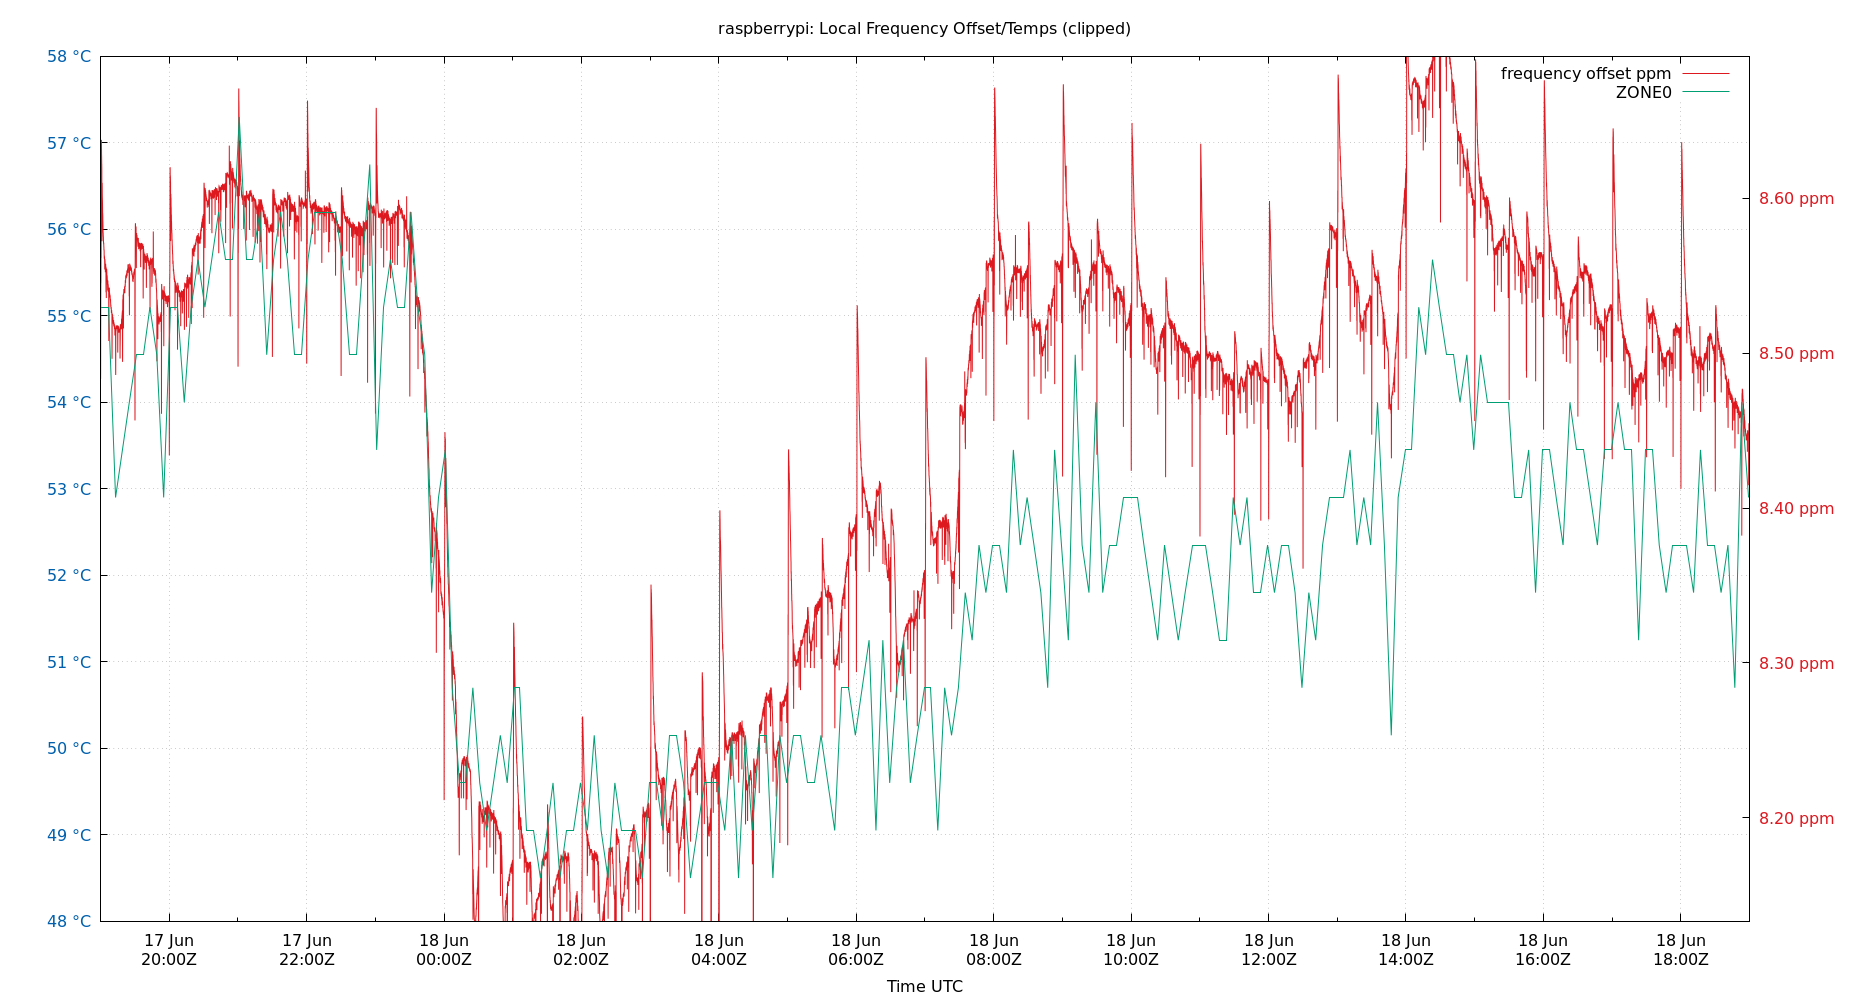 raspberrypi: Local Frequency Offset/Temps (clipped)
frequency offset ppm
ZONE0
58 °C
57 °C
56 °C
55 °C
54 °C
53 °C
52 °C
51 °C
50 °C
49 °C
48 °C
8.60 ppm
8.50 ppm
8.40 ppm
8.30 ppm
8.20 ppm
17 Jun 17 Jun 18 Jun 18 Jun 18 Jun 18 Jun 18 Jun 18 Jun 18 Jun 18 Jun 18 Jun 18 Jun
20:00Z 22:00Z 00:00Z 02:00Z 04:00Z 06:00Z 08:00Z 10:00Z 12:00Z 14:00Z 16:00Z 18:00Z
Time UTC